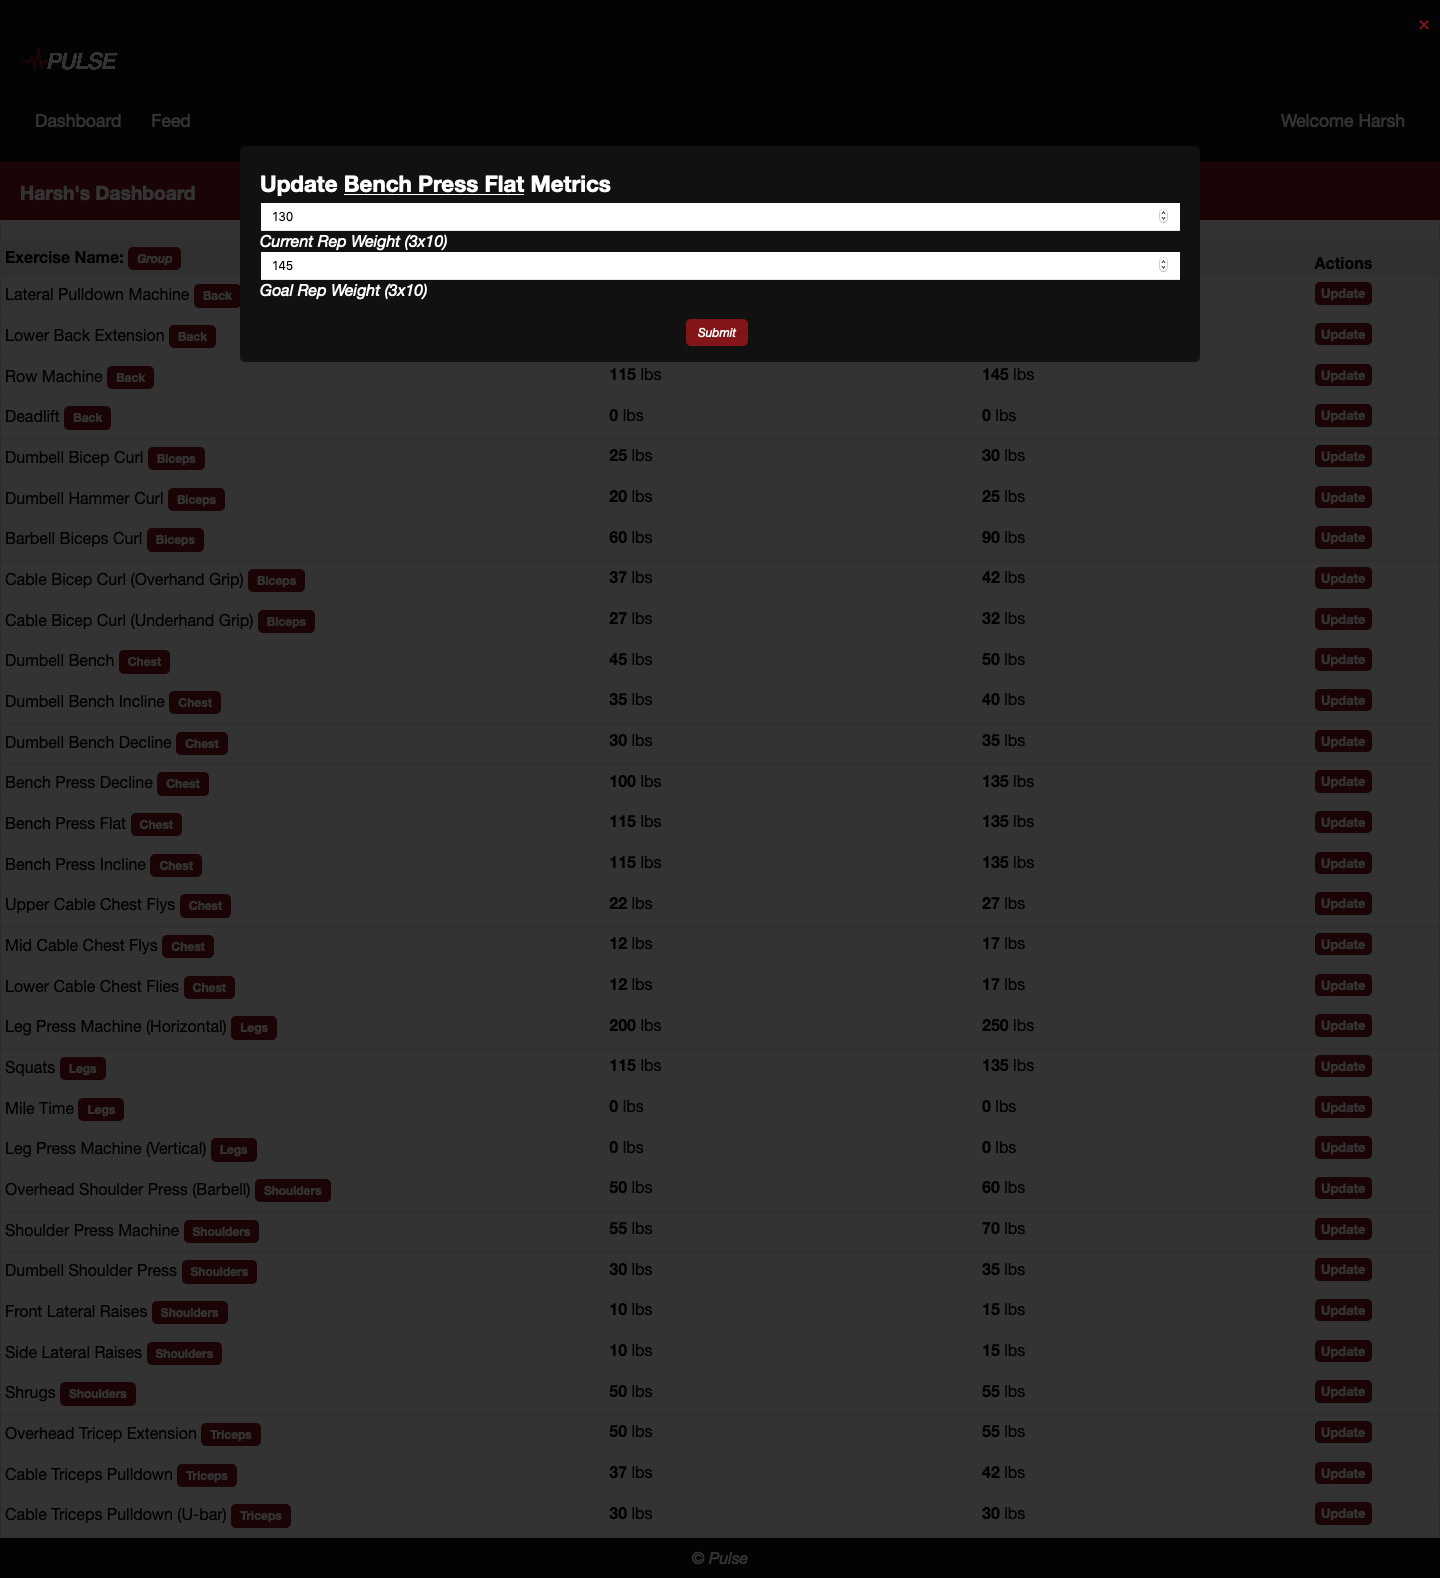 ×
PULSE
Dashboard Feed Welcome Harsh
Harsh's Dashboard
Update Bench Press Flat Metrics
130
Current Rep Weight (3x10)
145
Goal Rep Weight (3x10)
Submit
Exercise Name: Group Actions
Lateral Pulldown Machine Back Update
Lower Back Extension Back Update
Row Machine Back 115 lbs 145 lbs Update
Deadlift Back 0 lbs 0 lbs Update
Dumbell Bicep Curl Biceps 25 lbs 30 lbs Update
Dumbell Hammer Curl Biceps 20 lbs 25 lbs Update
Barbell Biceps Curl Biceps 60 lbs 90 lbs Update
Cable Bicep Curl (Overhand Grip) Biceps 37 lbs 42 lbs Update
Cable Bicep Curl (Underhand Grip) Biceps 27 lbs 32 lbs Update
Dumbell Bench Chest 45 lbs 50 lbs Update
Dumbell Bench Incline Chest 35 lbs 40 lbs Update
Dumbell Bench Decline Chest 30 lbs 35 lbs Update
Bench Press Decline Chest 100 lbs 135 lbs Update
Bench Press Flat Chest 115 lbs 135 lbs Update
Bench Press Incline Chest 115 lbs 135 lbs Update
Upper Cable Chest Flys Chest 22 lbs 27 lbs Update
Mid Cable Chest Flys Chest 12 lbs 17 lbs Update
Lower Cable Chest Flies Chest 12 lbs 17 lbs Update
Leg Press Machine (Horizontal) Legs 200 lbs 250 lbs Update
Squats Legs 115 lbs 135 lbs Update
Mile Time Legs 0 lbs 0 lbs Update
Leg Press Machine (Vertical) Legs 0 lbs 0 lbs Update
Overhead Shoulder Press (Barbell) Shoulders 50 lbs 60 lbs Update
Shoulder Press Machine Shoulders 55 lbs 70 lbs Update
Dumbell Shoulder Press Shoulders 30 lbs 35 lbs Update
Front Lateral Raises Shoulders 10 lbs 15 lbs Update
Side Lateral Raises Shoulders 10 lbs 15 lbs Update
Shrugs Shoulders 50 lbs 55 lbs Update
Overhead Tricep Extension Triceps 50 lbs 55 lbs Update
Cable Triceps Pulldown Triceps 37 lbs 42 lbs Update
Cable Triceps Pulldown (U-bar) Triceps 30 lbs 30 lbs Update
© Pulse